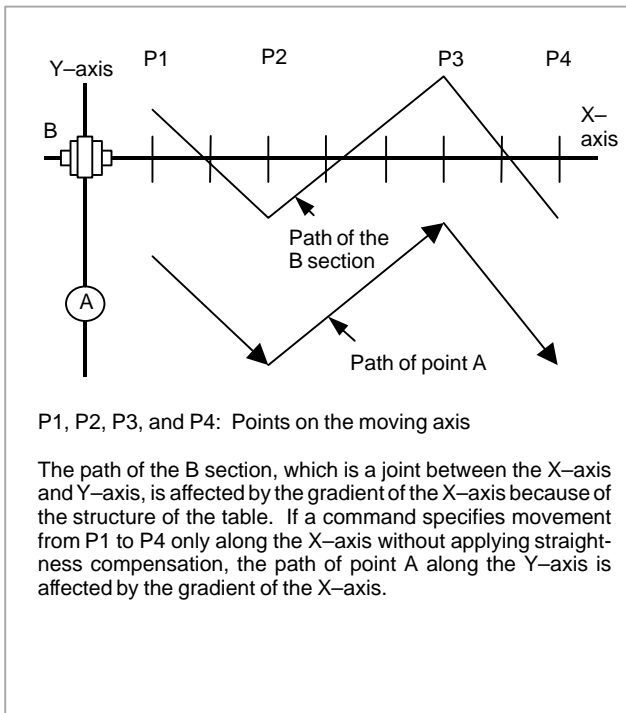 P1 P2 P3 P4
Y–axis
X–
axis
B
Path of the
B section
A
Path of point A
P1, P2, P3, and P4: Points on the moving axis
The path of the B section, which is a joint between the X–axis
and Y–axis, is affected by the gradient of the X–axis because of
the structure of the table. If a command specifies movement
from P1 to P4 only along the X–axis without applying straight-
ness compensation, the path of point A along the Y–axis is
affected by the gradient of the X–axis.